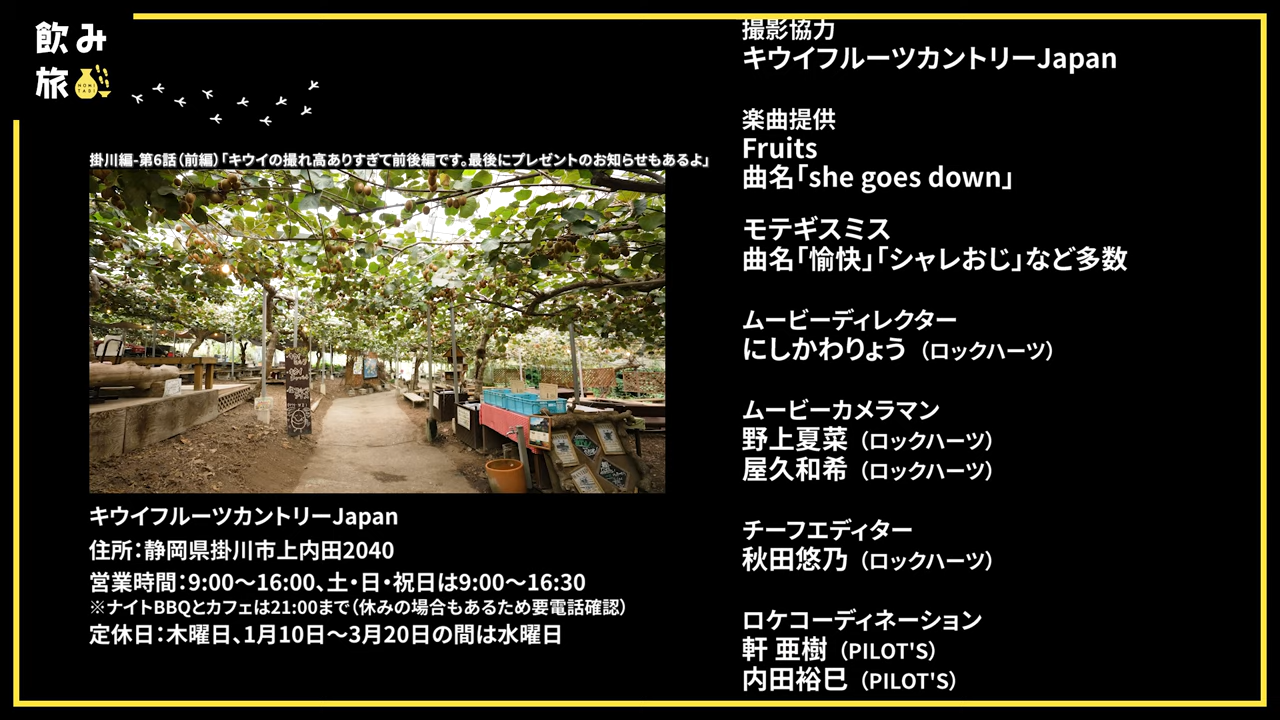 飲み
旅
NOMI
TABI
掛川編-第6話（前編）「キウイの撮れ高ありすぎて前後編です。最後にプレゼントのお知らせもあるよ」
キウイフルーツカントリーJapan
住所：静岡県掛川市上内田2040
営業時間：9:00〜16:00、土・日・祝日は9:00〜16:30
※ナイトBBQとカフェは21:00まで（休みの場合もあるため要電話確認）
定休日：木曜日、1月10日〜3月20日の間は水曜日
撮影協力
キウイフルーツカントリーJapan
楽曲提供
Fruits
曲名「she goes down」
モテギスミス
曲名「愉快」「シャレおじ」など多数
ムービーディレクター
にしかわりょう（ロックハーツ）
ムービーカメラマン
野上夏菜（ロックハーツ）
屋久和希（ロックハーツ）
チーフエディター
秋田悠乃（ロックハーツ）
ロケコーディネーション
軒 亜樹（PILOT'S）
内田裕巳（PILOT'S）